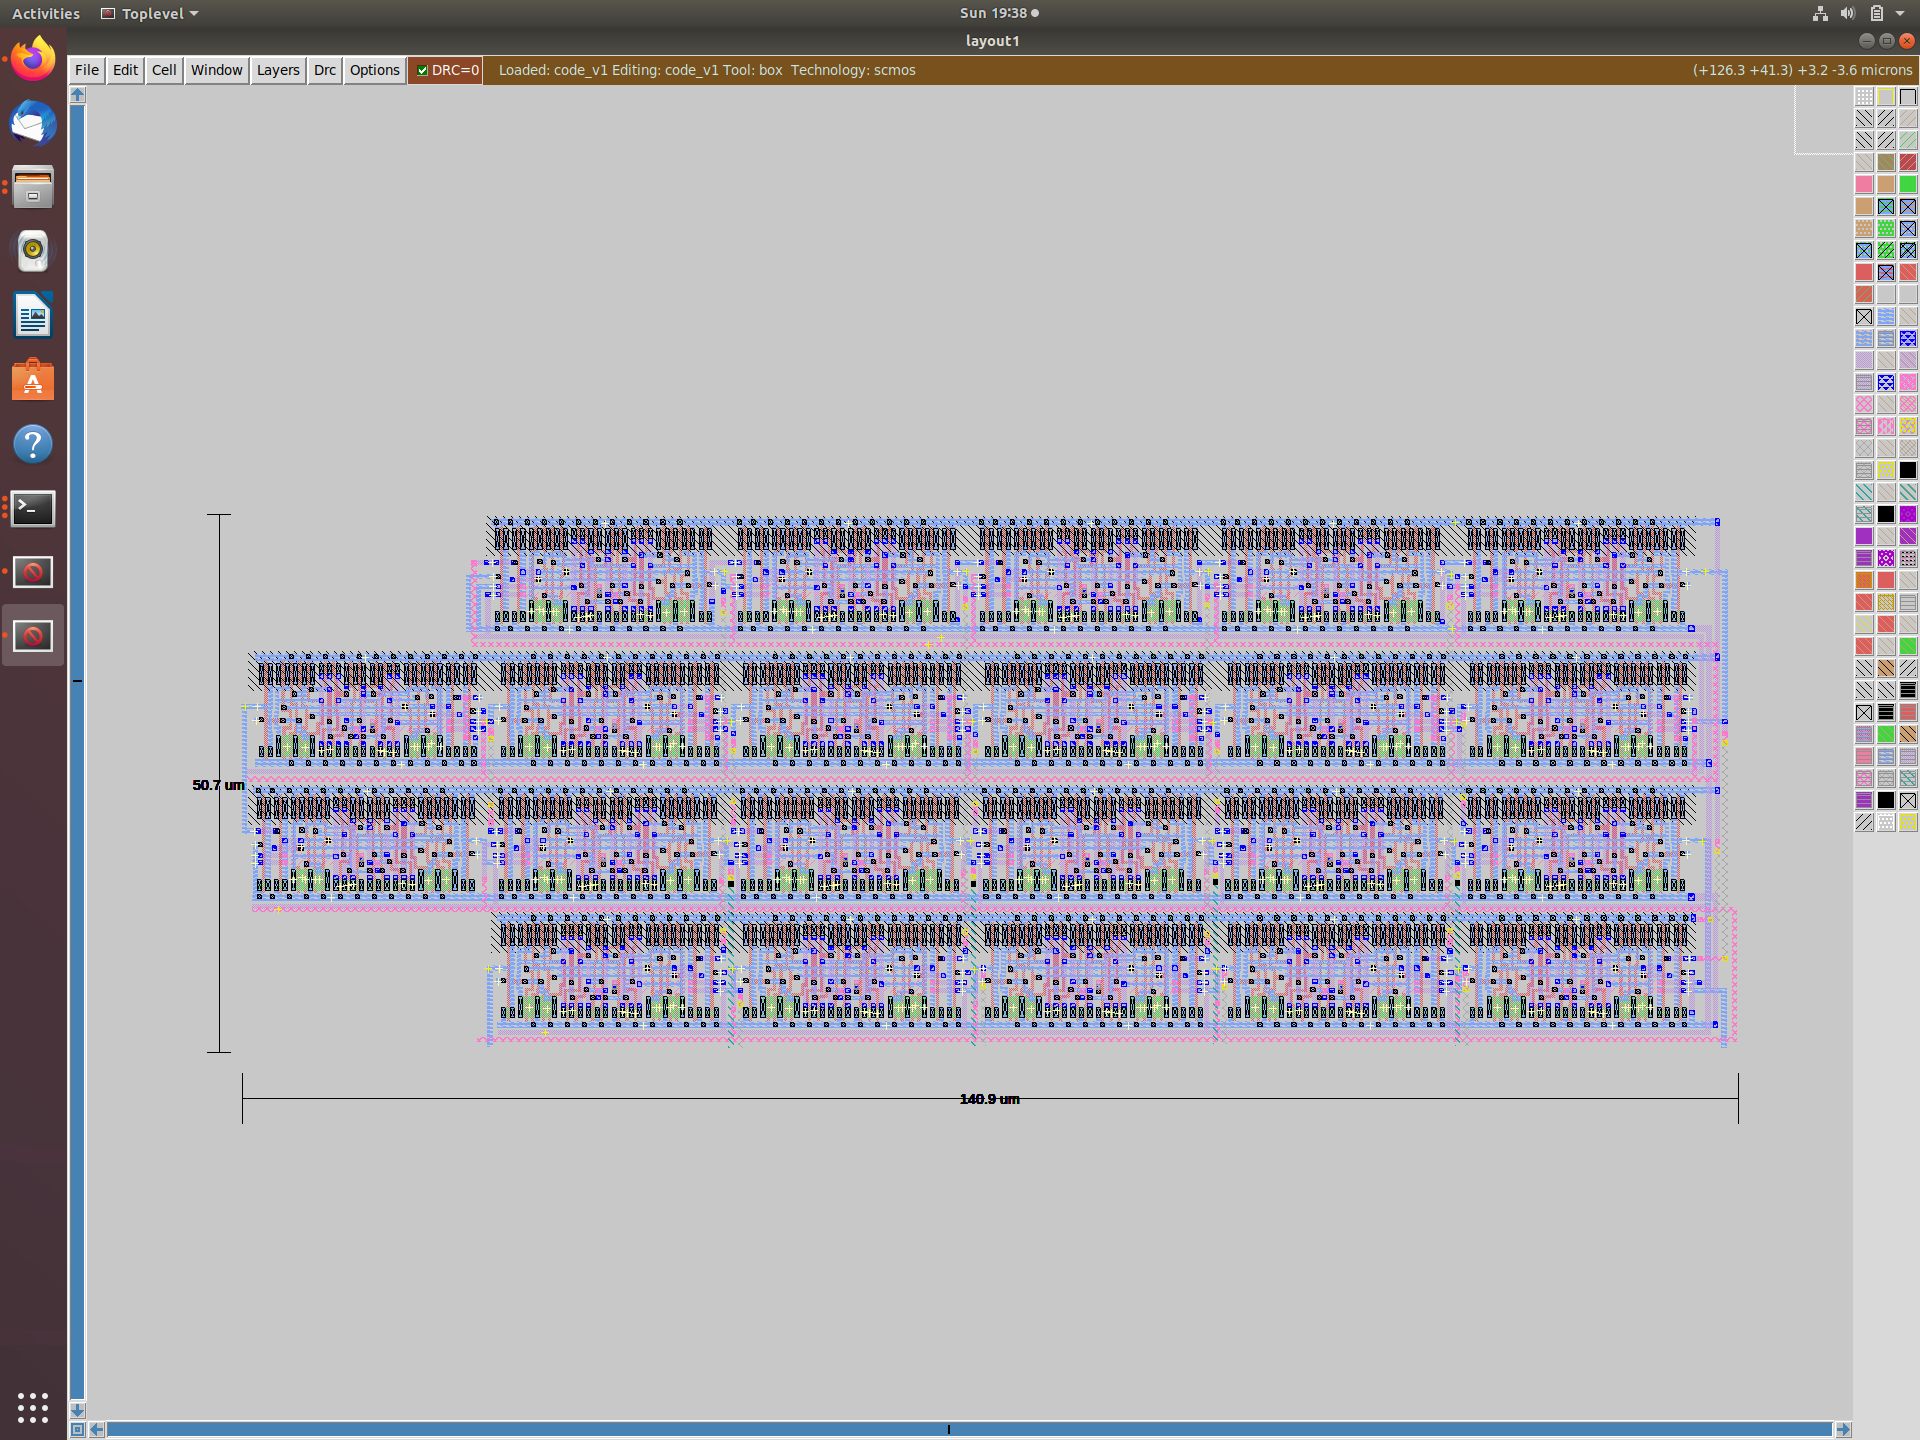 Activities Toplevel Sun 19:38
layout1
File Edit Cell Window Layers Drc Options DRC=0 Loaded: code_v1 Editing: code_v1 Tool: box Technology: scmos (+126.3 +41.3) +3.2 -3.6 microns
50.7 um
140.9 um